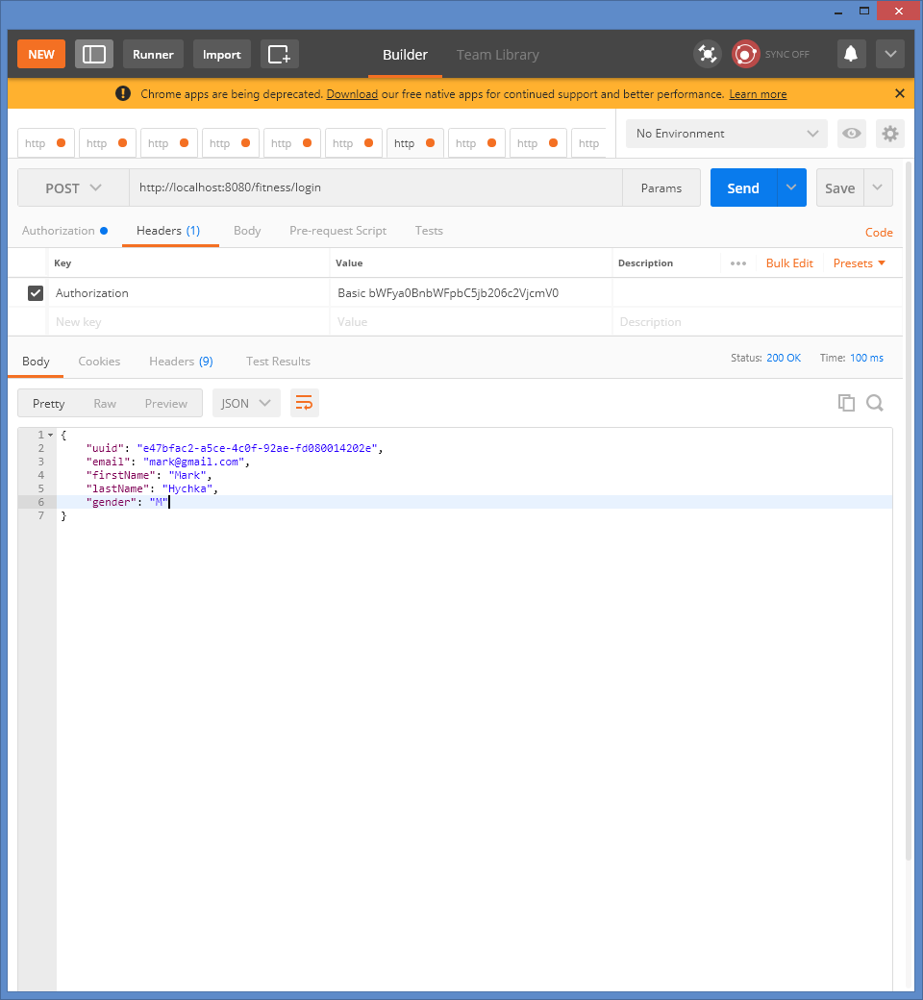 NEW Runner Import Builder Team Library SYNC OFF
Chrome apps are being deprecated. Download our free native apps for continued support and better performance. Learn more
http http http http http http http http http http No Environment
POST http://localhost:8080/fitness/login Params Send Save
Authorization Headers (1) Body Pre-request Script Tests Code
Key Value Description Bulk Edit Presets
Authorization Basic bWFya0BnbWFpbC5jb206c2VjcmV0
New key Value Description
Body Cookies Headers (9) Test Results Status: 200 OK Time: 100 ms
Pretty Raw Preview JSON
1 {
2 "uuid": "e47bfac2-a5ce-4c0f-92ae-fd080014202e",
3 "email": "mark@gmail.com",
4 "firstName": "Mark",
5 "lastName": "Hychka",
6 "gender": "M"
7 }